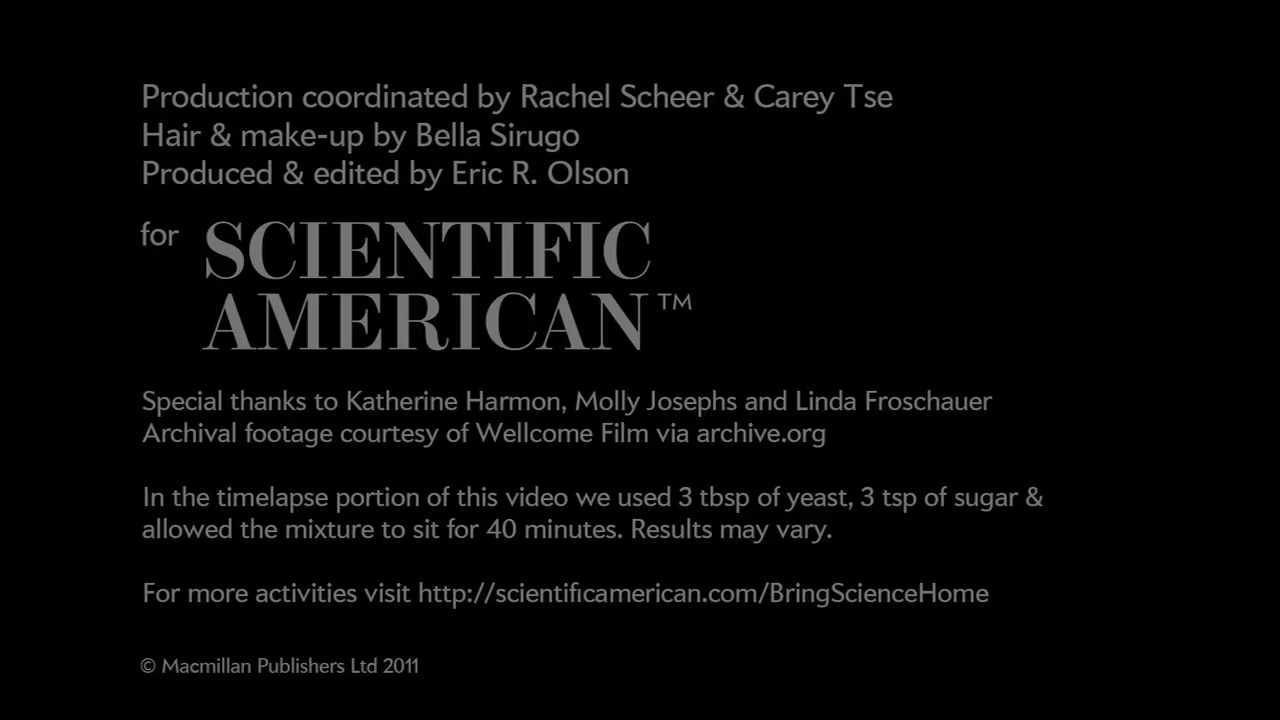 Production coordinated by Rachel Scheer & Carey Tse
Hair & make-up by Bella Sirugo
Produced & edited by Eric R. Olson
for SCIENTIFIC
AMERICAN™
Special thanks to Katherine Harmon, Molly Josephs and Linda Froschauer
Archival footage courtesy of Wellcome Film via archive.org
In the timelapse portion of this video we used 3 tbsp of yeast, 3 tsp of sugar &
allowed the mixture to sit for 40 minutes. Results may vary.
For more activities visit http://scientificamerican.com/BringScienceHome
© Macmillan Publishers Ltd 2011